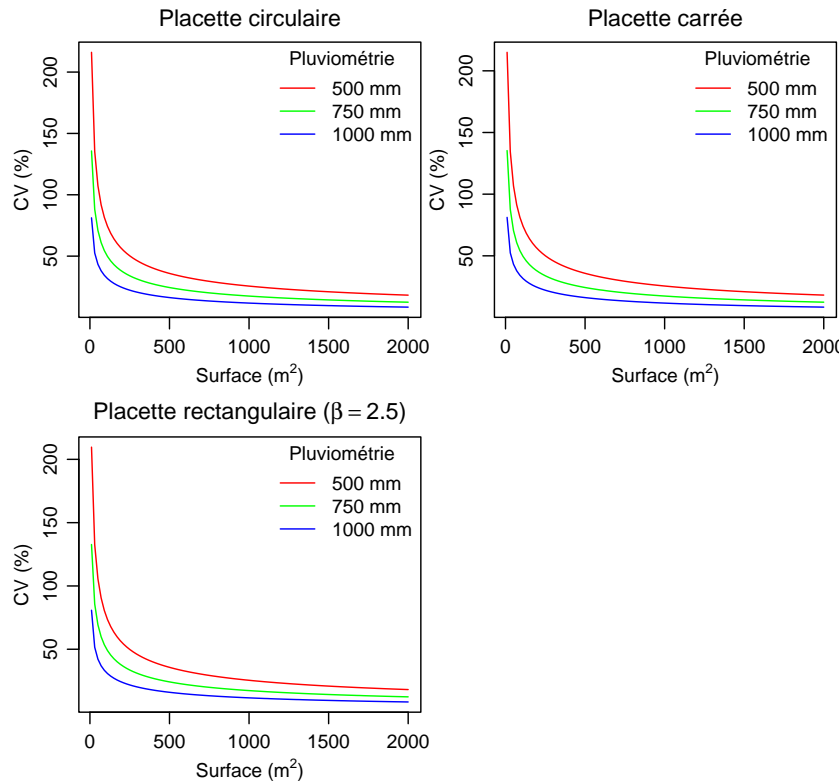 Placette circulaire
Pluviométrie
500 mm
750 mm
1000 mm
CV (%)
50
100
150
200
0
500
1000
1500
2000
Surface (m²)
Placette carrée
Pluviométrie
500 mm
750 mm
1000 mm
CV (%)
50
100
150
200
0
500
1000
1500
2000
Surface (m²)
Placette rectangulaire (β = 2.5)
Pluviométrie
500 mm
750 mm
1000 mm
CV (%)
50
100
150
200
0
500
1000
1500
2000
Surface (m²)